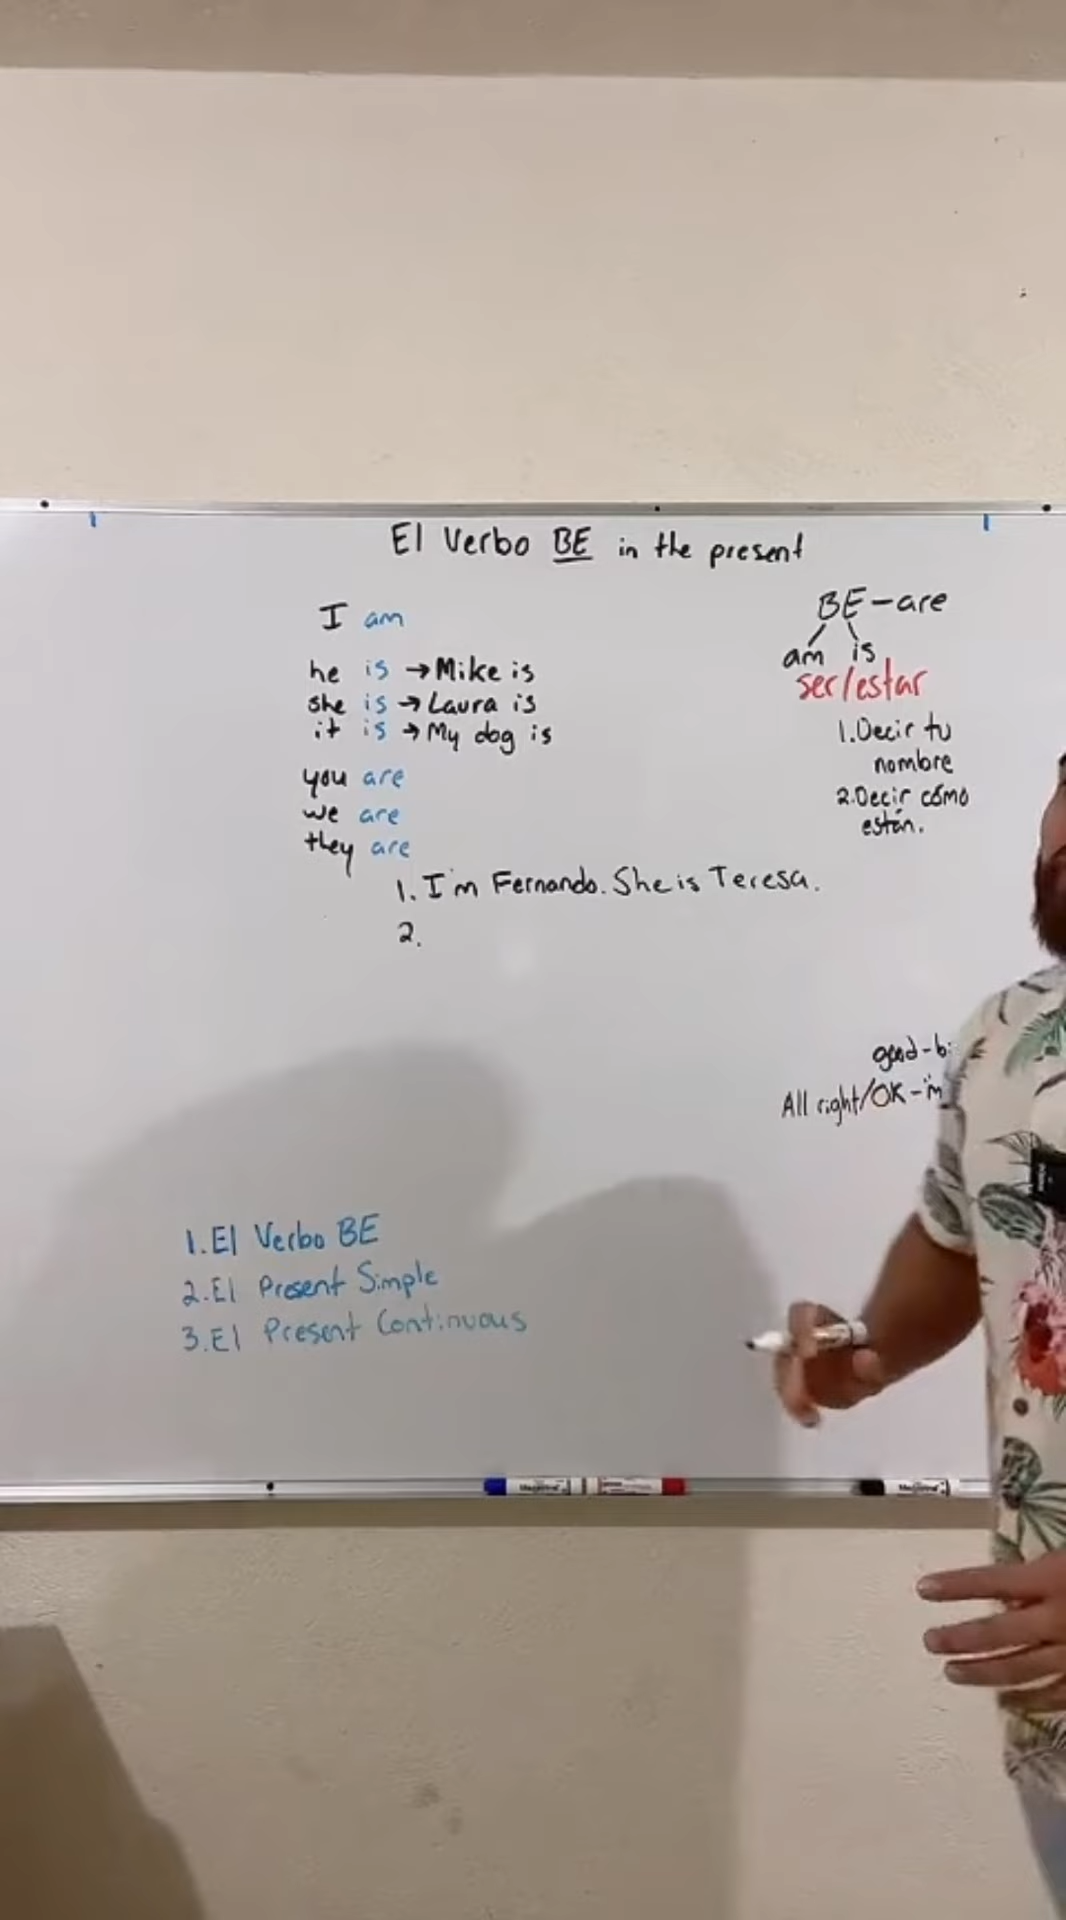 El Verbo BE in the present
I am
he is → Mike is
she is → Laura is
it is → My dog is
you are
we are
they are
BE - are
am is
ser/estar
1. Decir tu
nombre
2. Decir cómo
están.
1. I'm Fernando. She is Teresa.
2.
good - bi
All right/OK -
1. El Verbo BE
2. El Present Simple
3. El Present Continuous